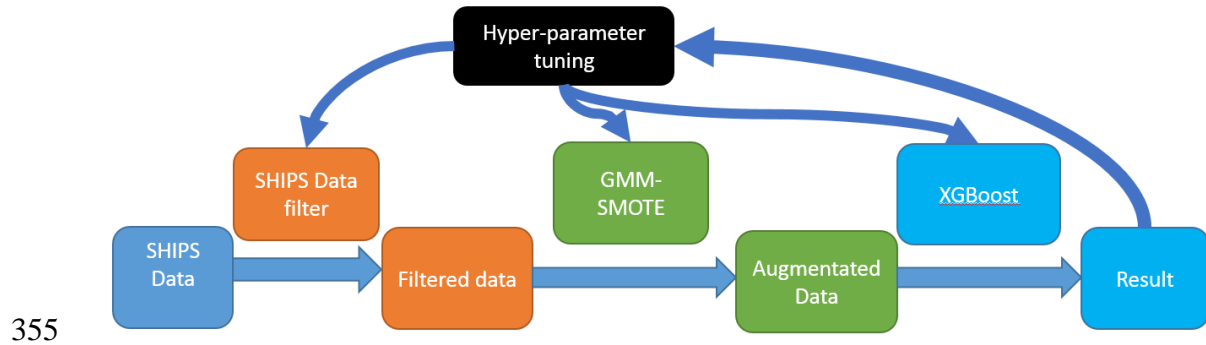 Hyper-parameter
tuning
SHIPS Data
filter
GMM-
SMOTE
XGBoost
SHIPS
Data
Filtered data
Augmentated
Data
Result
355